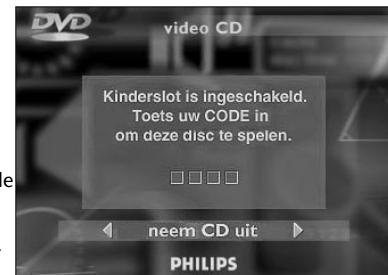 DVD
video CD
Kinderslot is ingeschakeld.
Toets uw CODE in
om deze disc te spelen.
neem CD uit
PHILIPS